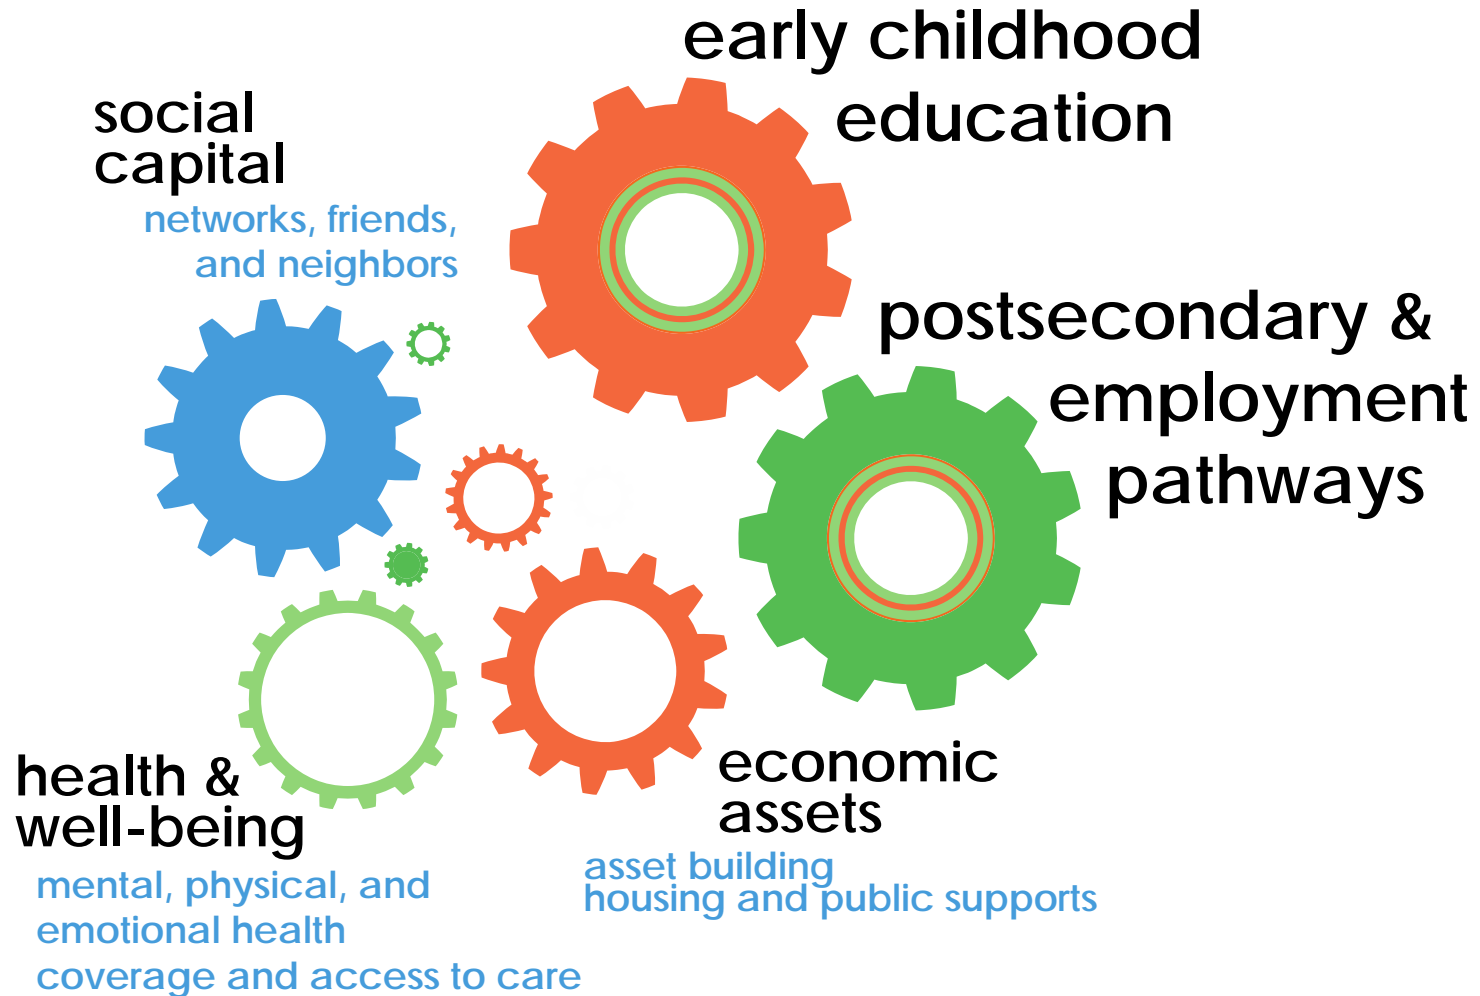 early childhood
education
social
capital
networks, friends,
and neighbors
postsecondary &
employment
pathways
health &
well-being
mental, physical, and
emotional health
coverage and access to care
economic
assets
asset building
housing and public supports